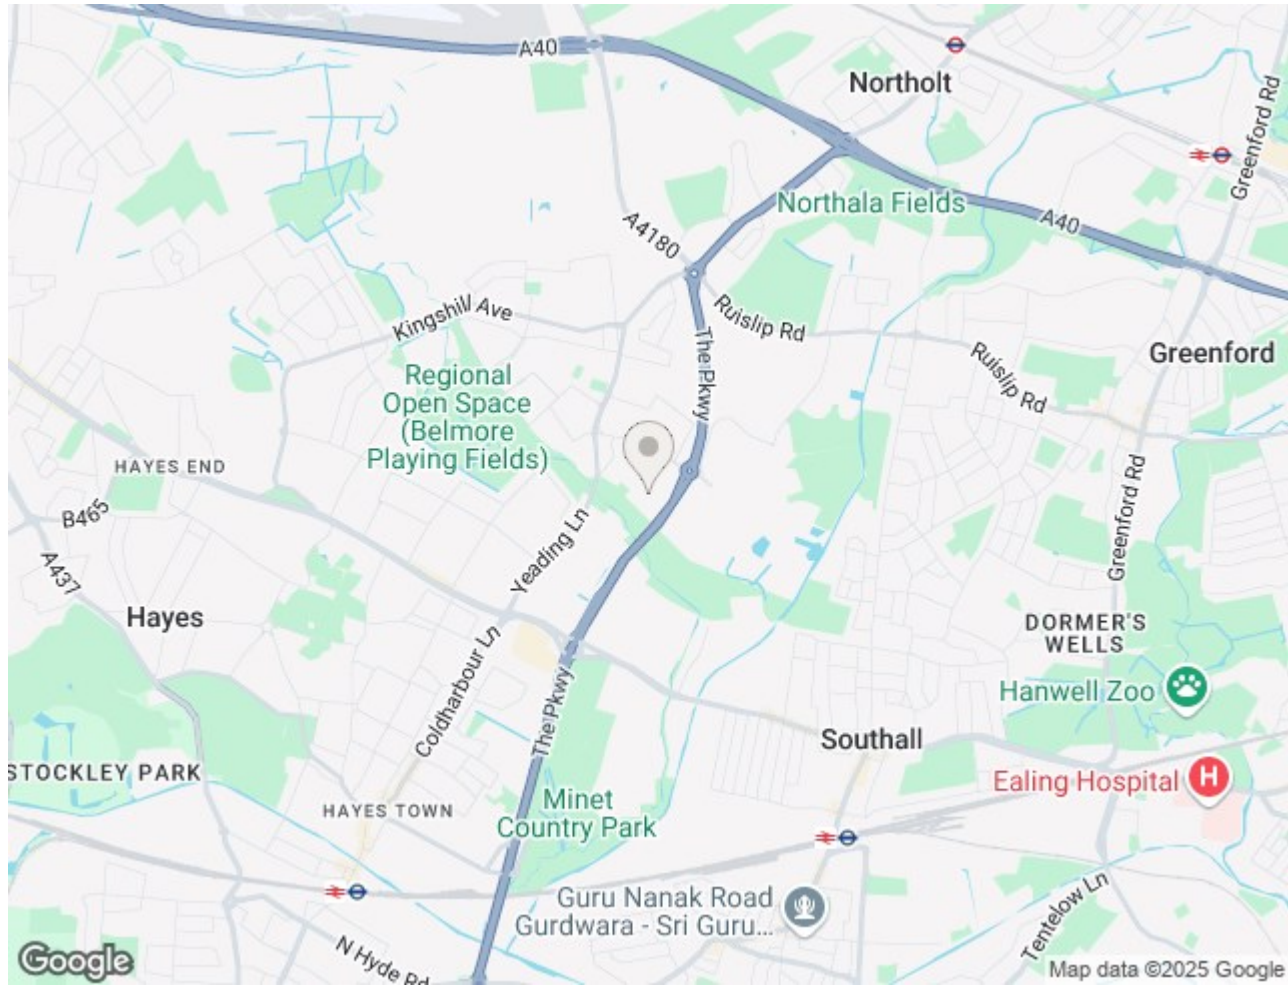 A40
Northolt
Greenford Rd
Northala Fields
A4180
A40
Kingshill Ave
Ruislip Rd
The Pkwy
Ruislip Rd
Greenford
Regional
Open Space
(Belmore
Playing Fields)
HAYES END
B465
Yeading Ln
Greenford Rd
A437
Hayes
DORMER'S
WELLS
Coldharbour Ln
Hanwell Zoo
The Pkwy
Southall
STOCKLEY PARK
Ealing Hospital
H
HAYES TOWN
Minet
Country Park
Guru Nanak Road
Gurdwara - Sri Guru...
Tentelow Ln
N Hyde Rd
Google
Map data ©2025 Google